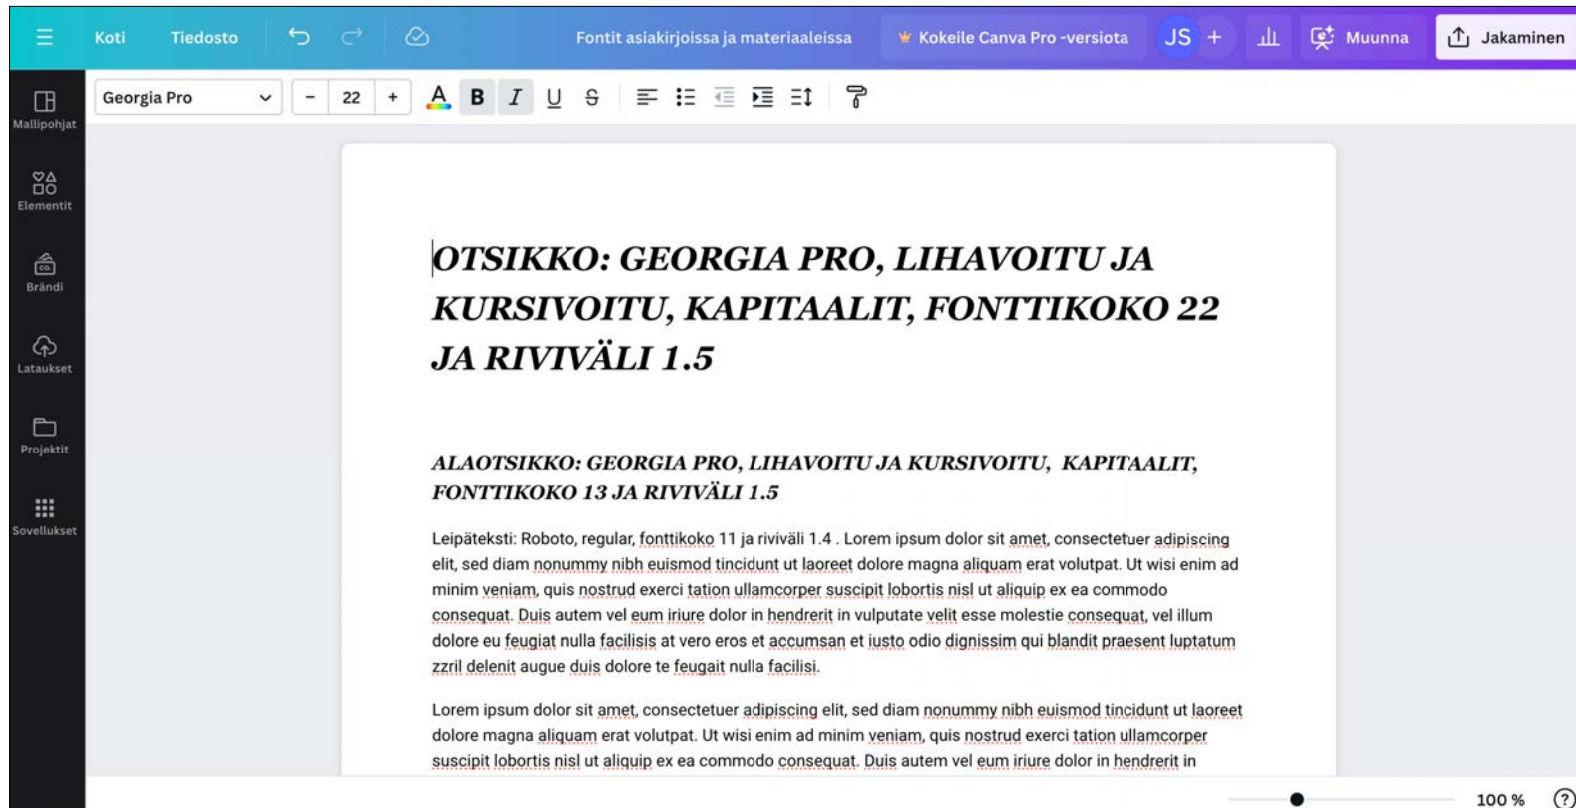 Koti Tiedosto Fontit asiakirjoissa ja materiaaleissa Kokeile Canva Pro -versiota JS + Muunna Jakaminen
Georgia Pro - 22 + A B I U S
Mallipohjat
Elementit
CO.
Brändi
Lataukset
Projektit
Sovellukset
OTSIKKO: GEORGIA PRO, LIHAVOITU JA
KURSIVOITU, KAPITAALIT, FONTTIKOKO 22
JA RIVIVÄLI 1.5
ALAOTSIKKO: GEORGIA PRO, LIHAVOITU JA KURSIVOITU, KAPITAALIT,
FONTTIKOKO 13 JA RIVIVÄLI 1.5
Leipäteksti: Roboto, regular, fonttikoko 11 ja riviväli 1.4 . Lorem ipsum dolor sit amet, consectetuer adipiscing
elit, sed diam nonummy nibh euismod tincidunt ut laoreet dolore magna aliquam erat volutpat. Ut wisi enim ad
minim veniam, quis nostrud exerci tation ullamcorper suscipit lobortis nisl ut aliquip ex ea commodo
consequat. Duis autem vel eum iriure dolor in hendrerit in vulputate velit esse molestie consequat, vel illum
dolore eu feugiat nulla facilisis at vero eros et accumsan et iusto odio dignissim qui blandit praesent luptatum
zzril delenit augue duis dolore te feugait nulla facilisi.
Lorem ipsum dolor sit amet, consectetuer adipiscing elit, sed diam nonummy nibh euismod tincidunt ut laoreet
dolore magna aliquam erat volutpat. Ut wisi enim ad minim veniam, quis nostrud exerci tation ullamcorper
suscipit lobortis nisl ut aliquip ex ea commodo consequat. Duis autem vel eum iriure dolor in hendrerit in
100 % ?